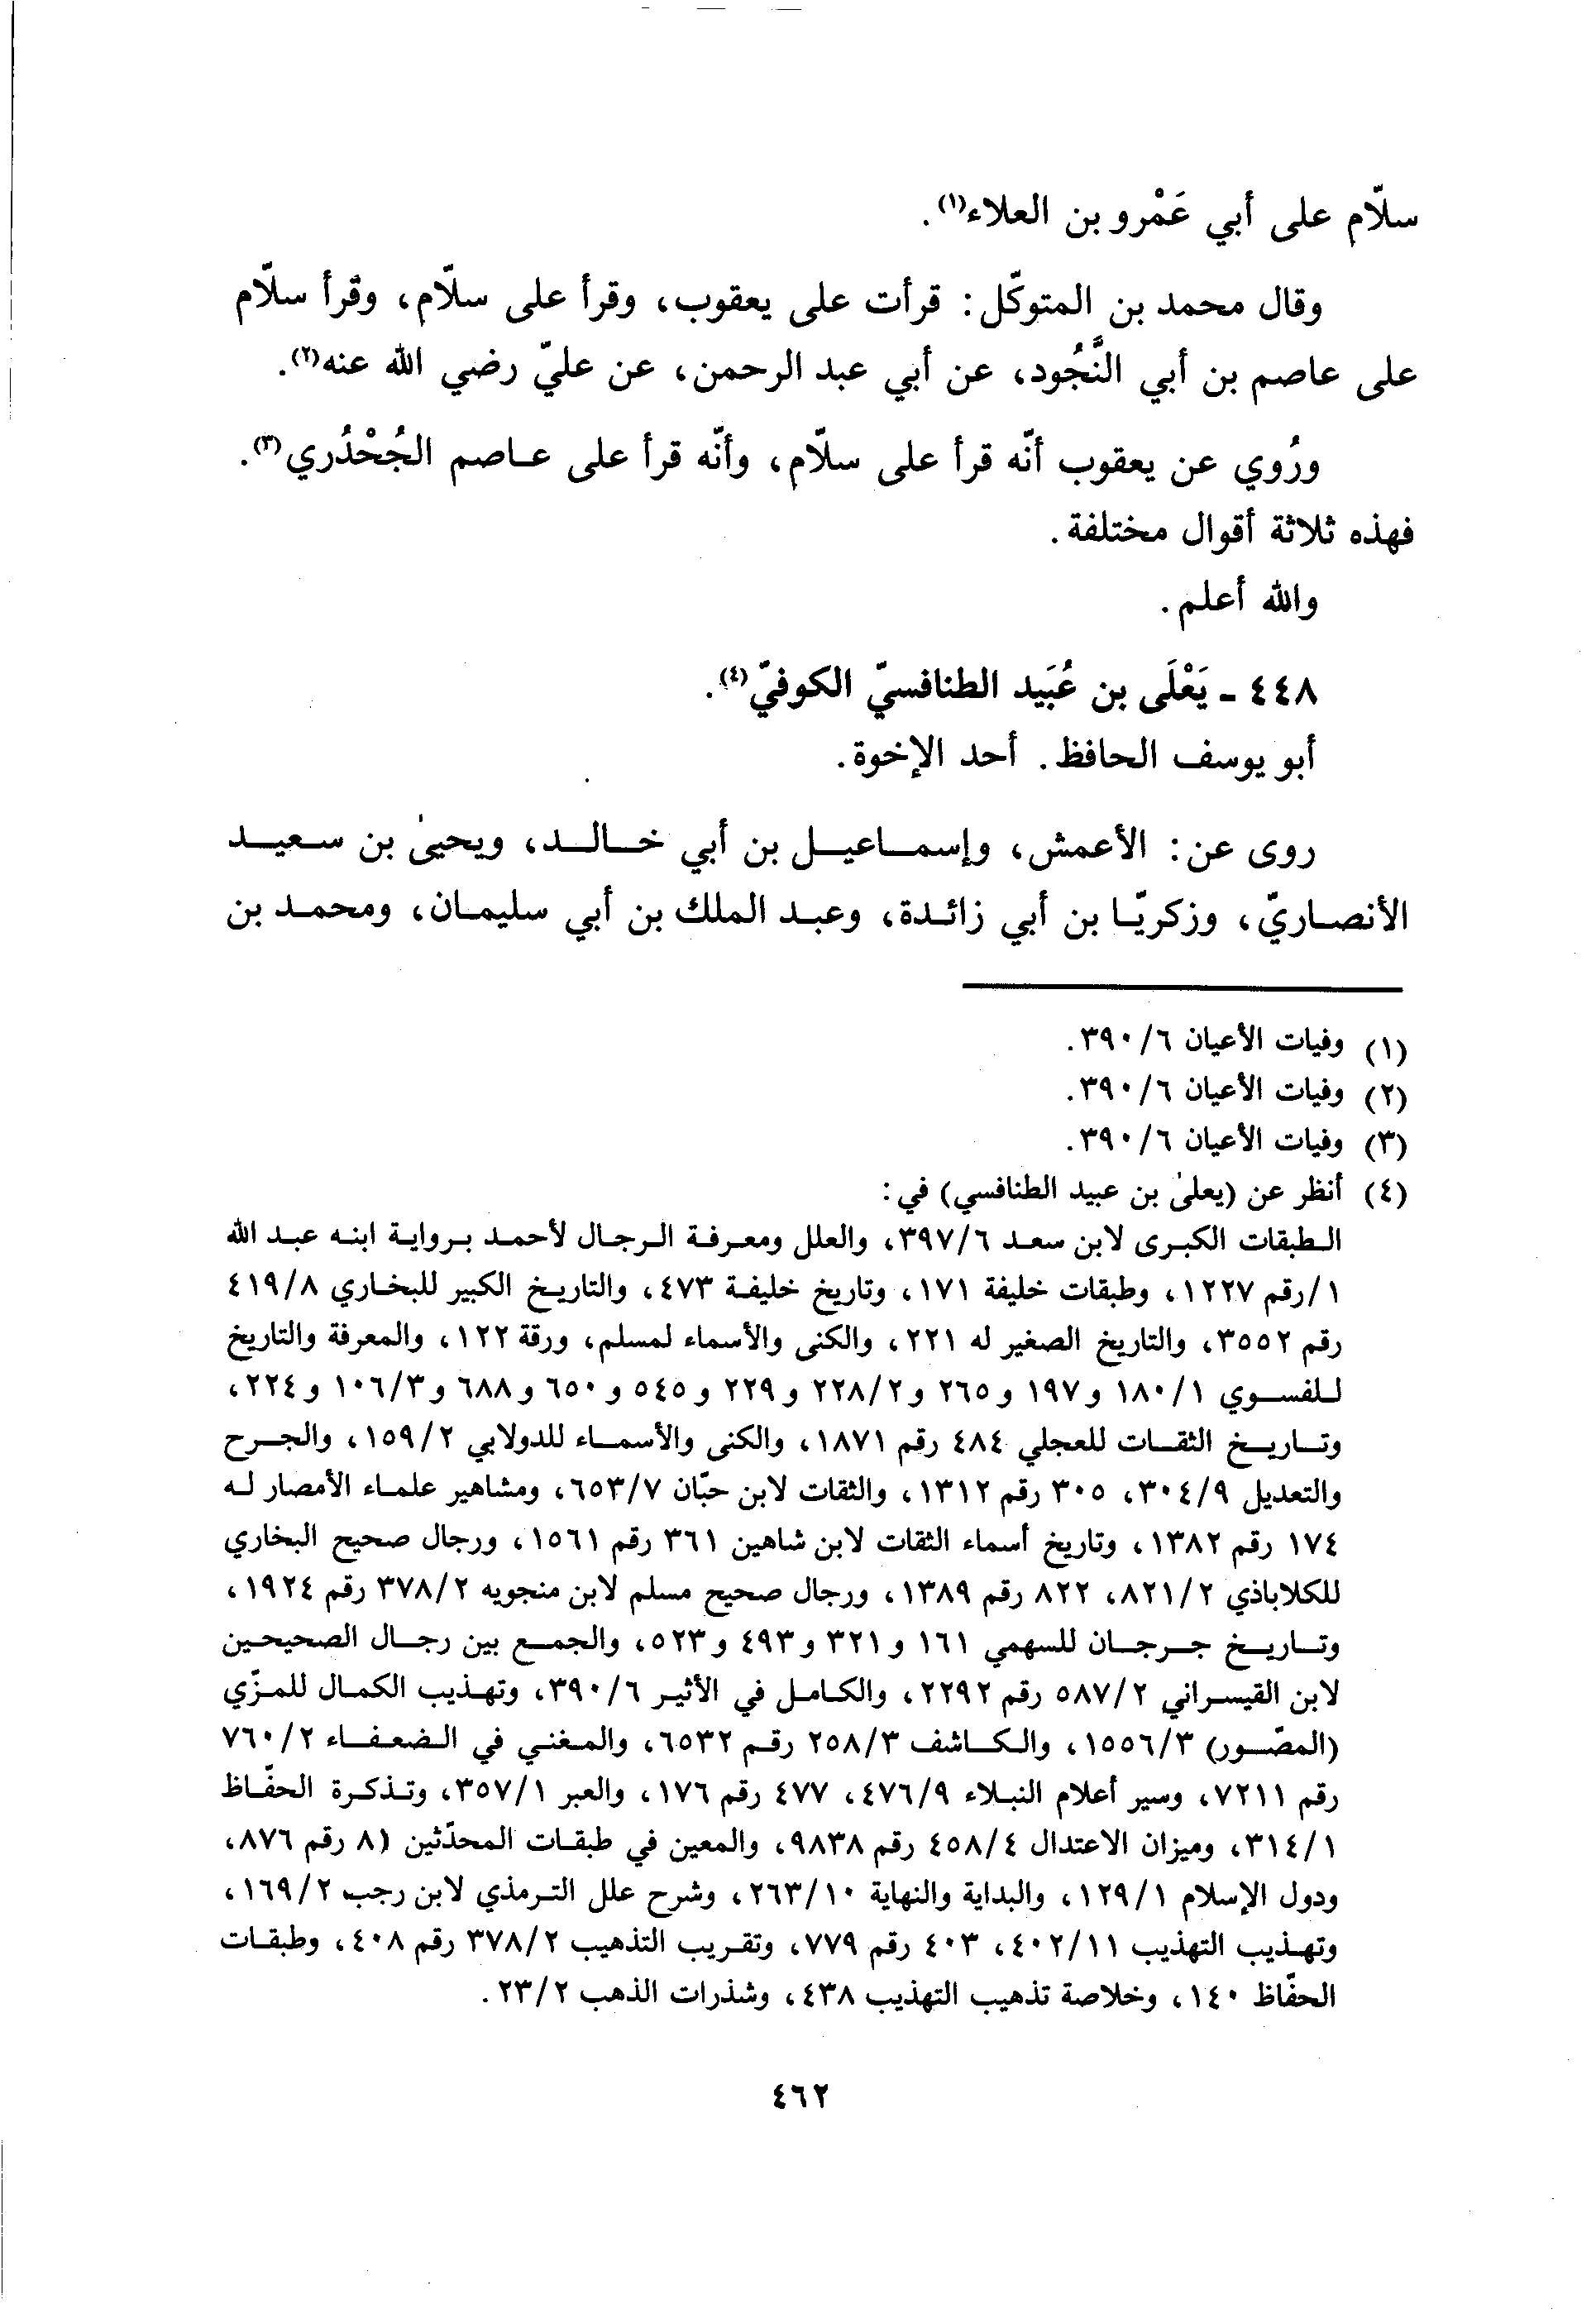 سلّام على أبي عَمْرو بن العلاء⁽١⁾.
وقال محمد بن المتوكّل: قرأت على يعقوب، وقرأ على سلّام، وقرأ سلّام
على عاصم بن أبي النَّجُود، عن أبي عبد الرحمن، عن عليّ رضي الله عنه⁽٢⁾.
ورُوي عن يعقوب أنّه قرأ على سلّام، وأنّه قرأ على عاصم الجُحْدُري⁽٣⁾.
فهذه ثلاثة أقوال مختلفة.
والله أعلم.
٤٤٨ - يَعْلَى بن عُبَيد الطنافسيّ الكوفيّ⁽٤⁾.
أبو يوسف الحافظ. أحد الإخوة.
روى عن: الأعمش، وإسماعيل بن أبي خالد، ويحيىٰ بن سعيد
الأنصاريّ، وزكريّا بن أبي زائدة، وعبد الملك بن أبي سليمان، ومحمد بن
(١) وفيات الأعيان ٦/٣٩٠.
(٢) وفيات الأعيان ٦/٣٩٠.
(٣) وفيات الأعيان ٦/٣٩٠.
(٤) أنظر عن (يعلىٰ بن عبيد الطنافسي) في:
الطبقات الكبرى لابن سعد ٦/٣٩٧، والعلل ومعرفة الرجال لأحمد برواية ابنه عبد الله
١/رقم ١٢٢٧، وطبقات خليفة ١٧١، وتاريخ خليفة ٤٧٣، والتاريخ الكبير للبخاري ٨/٤١٩
رقم ٣٥٥٢، والتاريخ الصغير له ٢٢١، والكنى والأسماء لمسلم، ورقة ١٢٢، والمعرفة والتاريخ
للفسوي ١/١٨٠ و١٩٧ و٢٦٥ و٢/٢٢٨ و٢٢٩ و٥٤٥ و٦٥٠ و٦٨٨ و٣/١٠٦ و٢٢٤،
وتاريخ الثقات للعجلي ٤٨٤ رقم ١٨٧١، والكنى والأسماء للدولابي ٢/١٥٩، والجرح
والتعديل ٩/٣٠٤، ٣٠٥ رقم ١٣١٢، والثقات لابن حبّان ٧/٦٥٣، ومشاهير علماء الأمصار له
١٧٤ رقم ١٣٨٢، وتاريخ أسماء الثقات لابن شاهين ٣٦١ رقم ١٥٦١، ورجال صحيح البخاري
للكلاباذي ٢/٨٢١، ٨٢٢ رقم ١٣٨٩، ورجال صحيح مسلم لابن منجويه ٢/٣٧٨ رقم ١٩٢٤،
وتاريخ جرجان للسهمي ١٦١ و٣٢١ و٤٩٣ و٥٢٣، والجمع بين رجال الصحيحين
لابن القيسراني ٢/٥٨٧ رقم ٢٢٩٢، والكامل في الأثير ٦/٣٩٠، وتهذيب الكمال للمزّي
(المصّور) ٣/١٥٥٦، والكاشف ٣/٢٥٨ رقم ٦٥٣٢، والمغني في الضعفاء ٢/٧٦٠
رقم ٧٢١١، وسير أعلام النبلاء ٩/٤٧٦، ٤٧٧ رقم ١٧٦، والعبر ١/٣٥٧، وتذكرة الحفّاظ
١/٣١٤، وميزان الاعتدال ٤/٤٥٨ رقم ٩٨٣٨، والمعين في طبقات المحدّثين (٨ رقم ٨٧٦،
ودول الإسلام ١/١٢٩، والبداية والنهاية ١٠/٢٦٣، وشرح علل الترمذي لابن رجب ٢/١٦٩،
وتهذيب التهذيب ١١/٤٠٢، ٤٠٣ رقم ٧٧٩، وتقريب التذهيب ٢/٣٧٨ رقم ٤٠٨، وطبقات
الحفّاظ ١٤٠، وخلاصة تذهيب التهذيب ٤٣٨، وشذرات الذهب ٢/٢٣.
٤٦٢